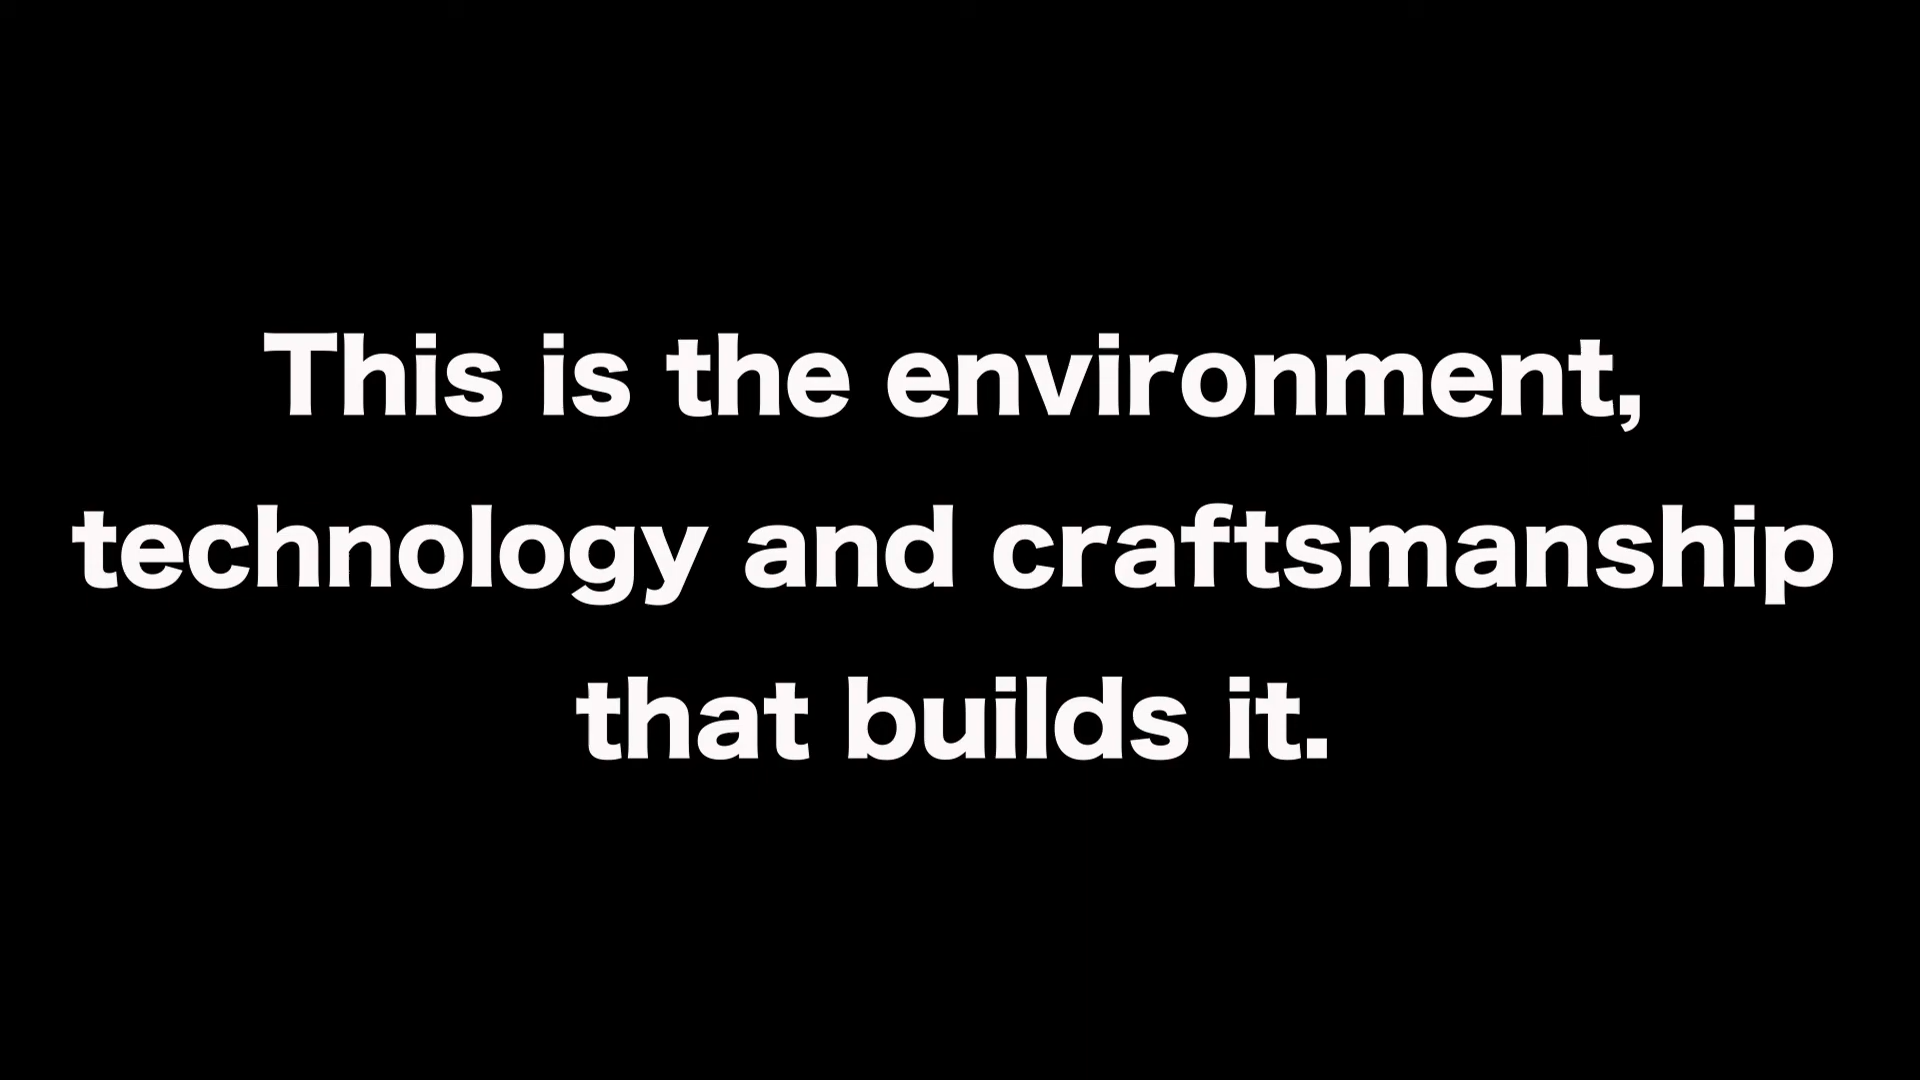 This is the environment,
technology and craftsmanship
that builds it.